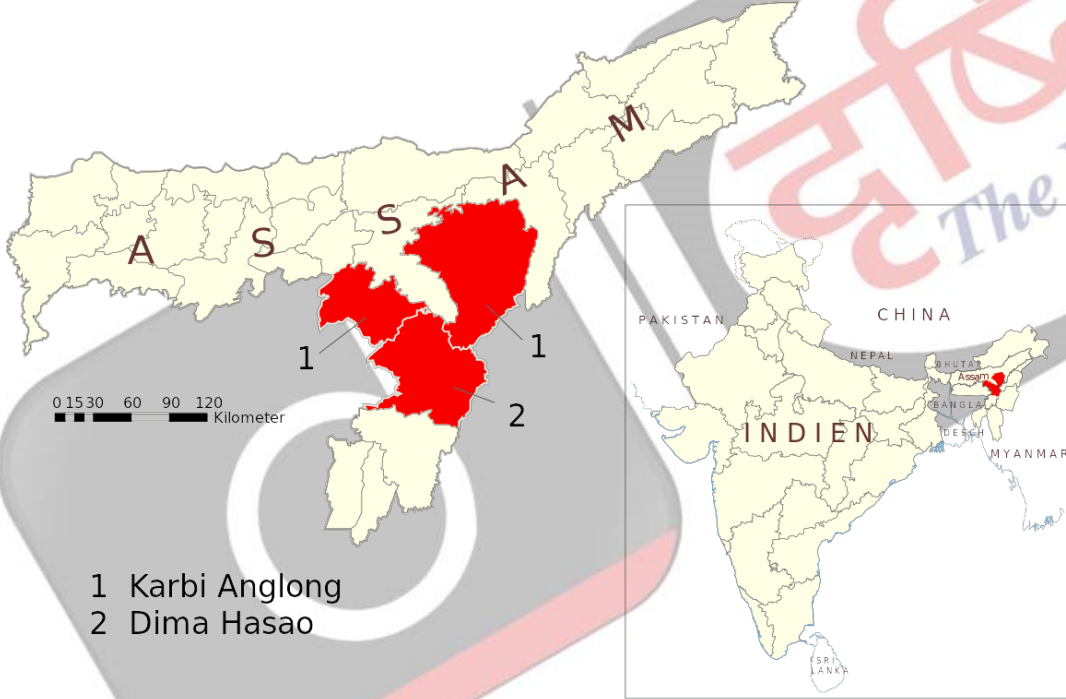 A S S A M
1
1
2
0 15 30 60 90 120
Kilometer
1 Karbi Anglong
2 Dima Hasao
The
PAKISTAN
CHINA
NEPAL
BHUTAN
Assam
BANGLA
DESCH
INDIEN
MYANMAR
SRI
LANKA